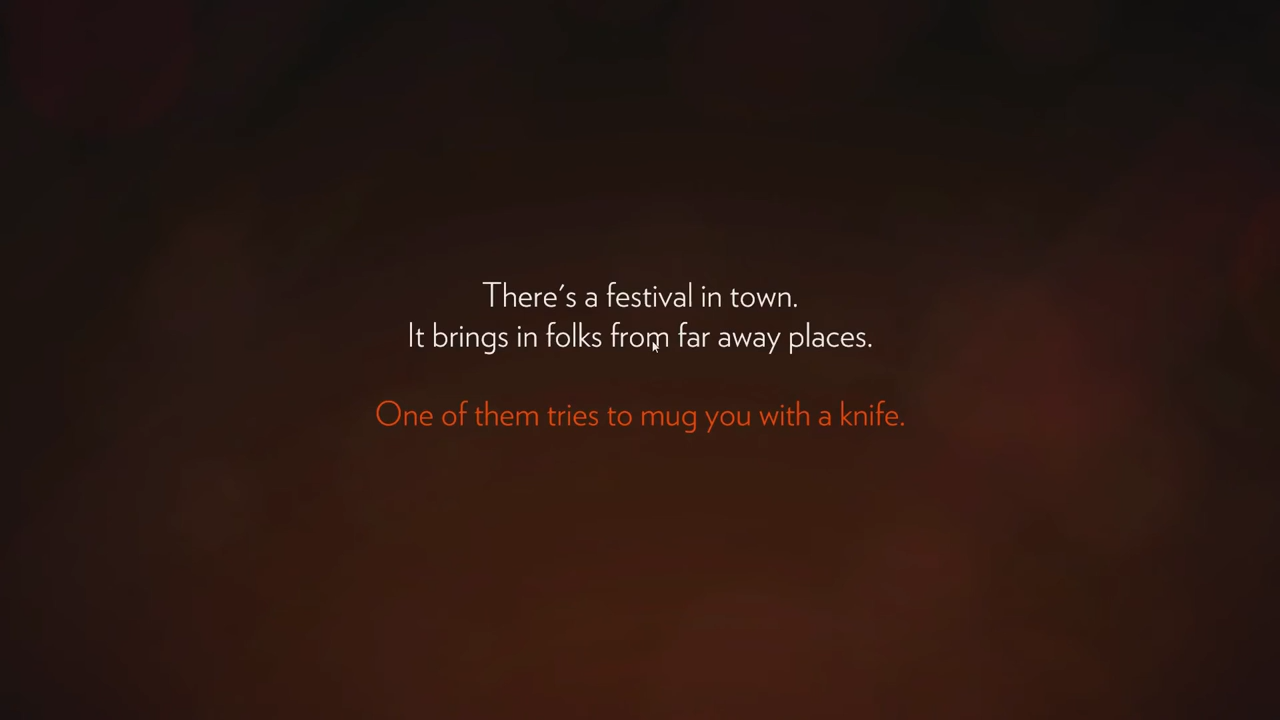 There's a festival in town.
It brings in folks from far away places.
One of them tries to mug you with a knife.